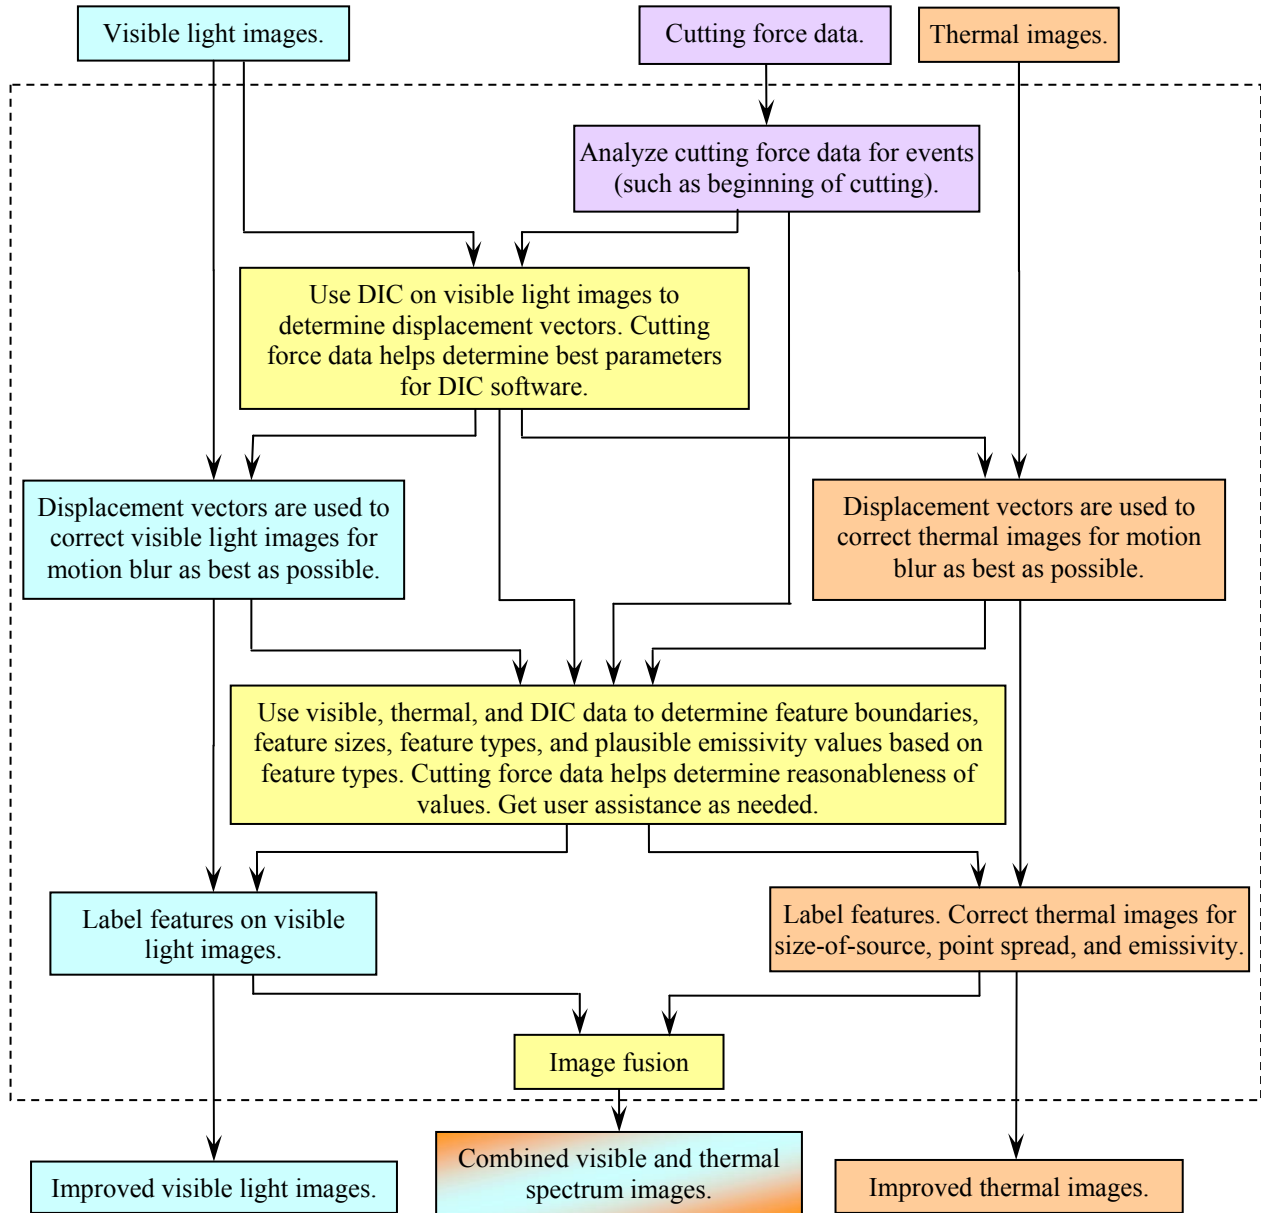 Visible light images.
Cutting force data.
Thermal images.
Analyze cutting force data for events
(such as beginning of cutting).
Use DIC on visible light images to
determine displacement vectors. Cutting
force data helps determine best parameters
for DIC software.
Displacement vectors are used to
correct visible light images for
motion blur as best as possible.
Displacement vectors are used to
correct thermal images for motion
blur as best as possible.
Use visible, thermal, and DIC data to determine feature boundaries,
feature sizes, feature types, and plausible emissivity values based on
feature types. Cutting force data helps determine reasonableness of
values. Get user assistance as needed.
Label features on visible
light images.
Label features. Correct thermal images for
size-of-source, point spread, and emissivity.
Image fusion
Improved visible light images.
Combined visible and thermal
spectrum images.
Improved thermal images.